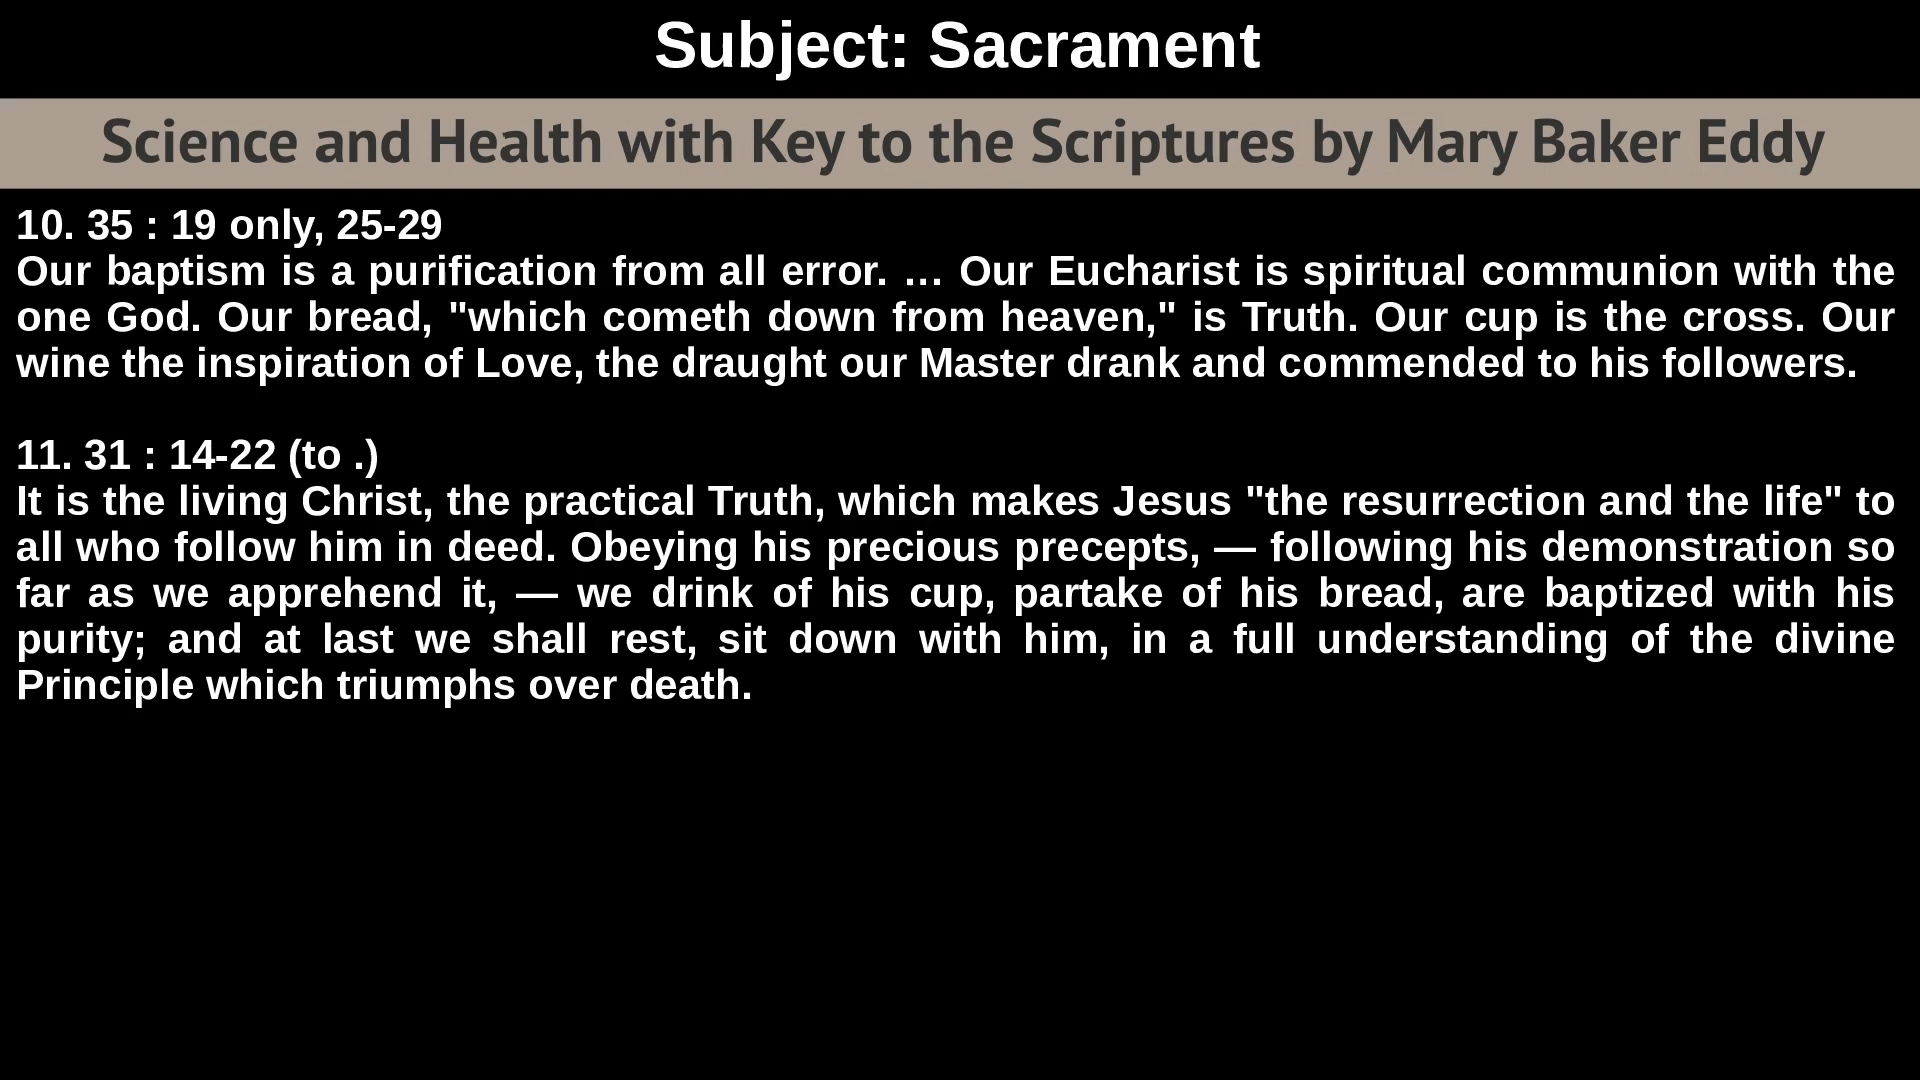 Subject: Sacrament
Science and Health with Key to the Scriptures by Mary Baker Eddy
10. 35 : 19 only, 25-29
Our baptism is a purification from all error. … Our Eucharist is spiritual communion with the
one God. Our bread, "which cometh down from heaven," is Truth. Our cup is the cross. Our
wine the inspiration of Love, the draught our Master drank and commended to his followers.
11. 31 : 14-22 (to .)
It is the living Christ, the practical Truth, which makes Jesus "the resurrection and the life" to
all who follow him in deed. Obeying his precious precepts, — following his demonstration so
far as we apprehend it, — we drink of his cup, partake of his bread, are baptized with his
purity; and at last we shall rest, sit down with him, in a full understanding of the divine
Principle which triumphs over death.